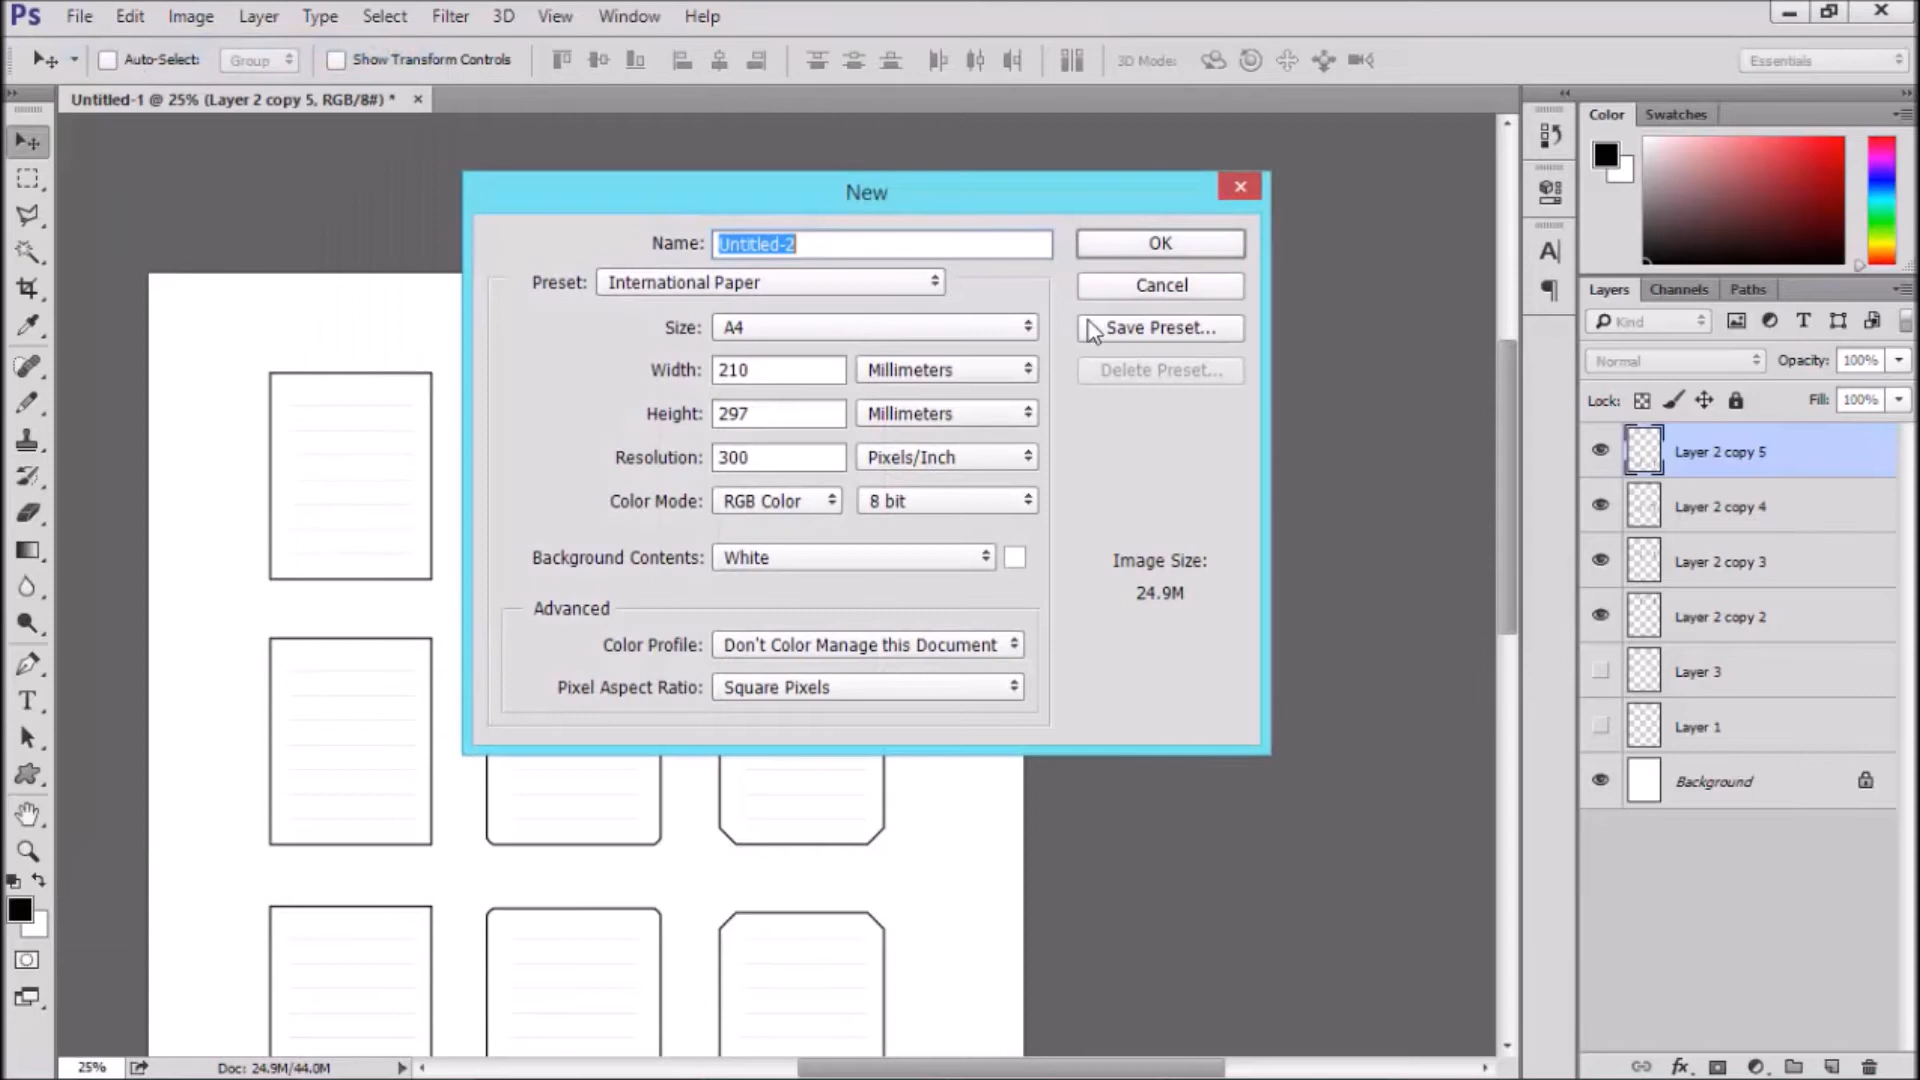 Ps File Edit Image Layer Type Select Filter 3D View Window Help
Auto-Select: Group Show Transform Controls 3D Mode: Essentials
Untitled-1 @ 25% (Layer 2 copy 5, RGB/8#) *
Color Swatches
New
Name: Untitled-2 OK
Preset: International Paper Cancel
Size: A4 Save Preset...
Width: 210 Millimeters Delete Preset...
Height: 297 Millimeters
Resolution: 300 Pixels/Inch
Color Mode: RGB Color 8 bit
Background Contents: White
Image Size:
24.9M
Advanced
Color Profile: Don't Color Manage this Document
Pixel Aspect Ratio: Square Pixels
Layers Channels Paths
Kind
Normal Opacity: 100%
Lock: Fill: 100%
Layer 2 copy 5
Layer 2 copy 4
Layer 2 copy 3
Layer 2 copy 2
Layer 3
Layer 1
Background
25% Doc: 24.9M/44.0M